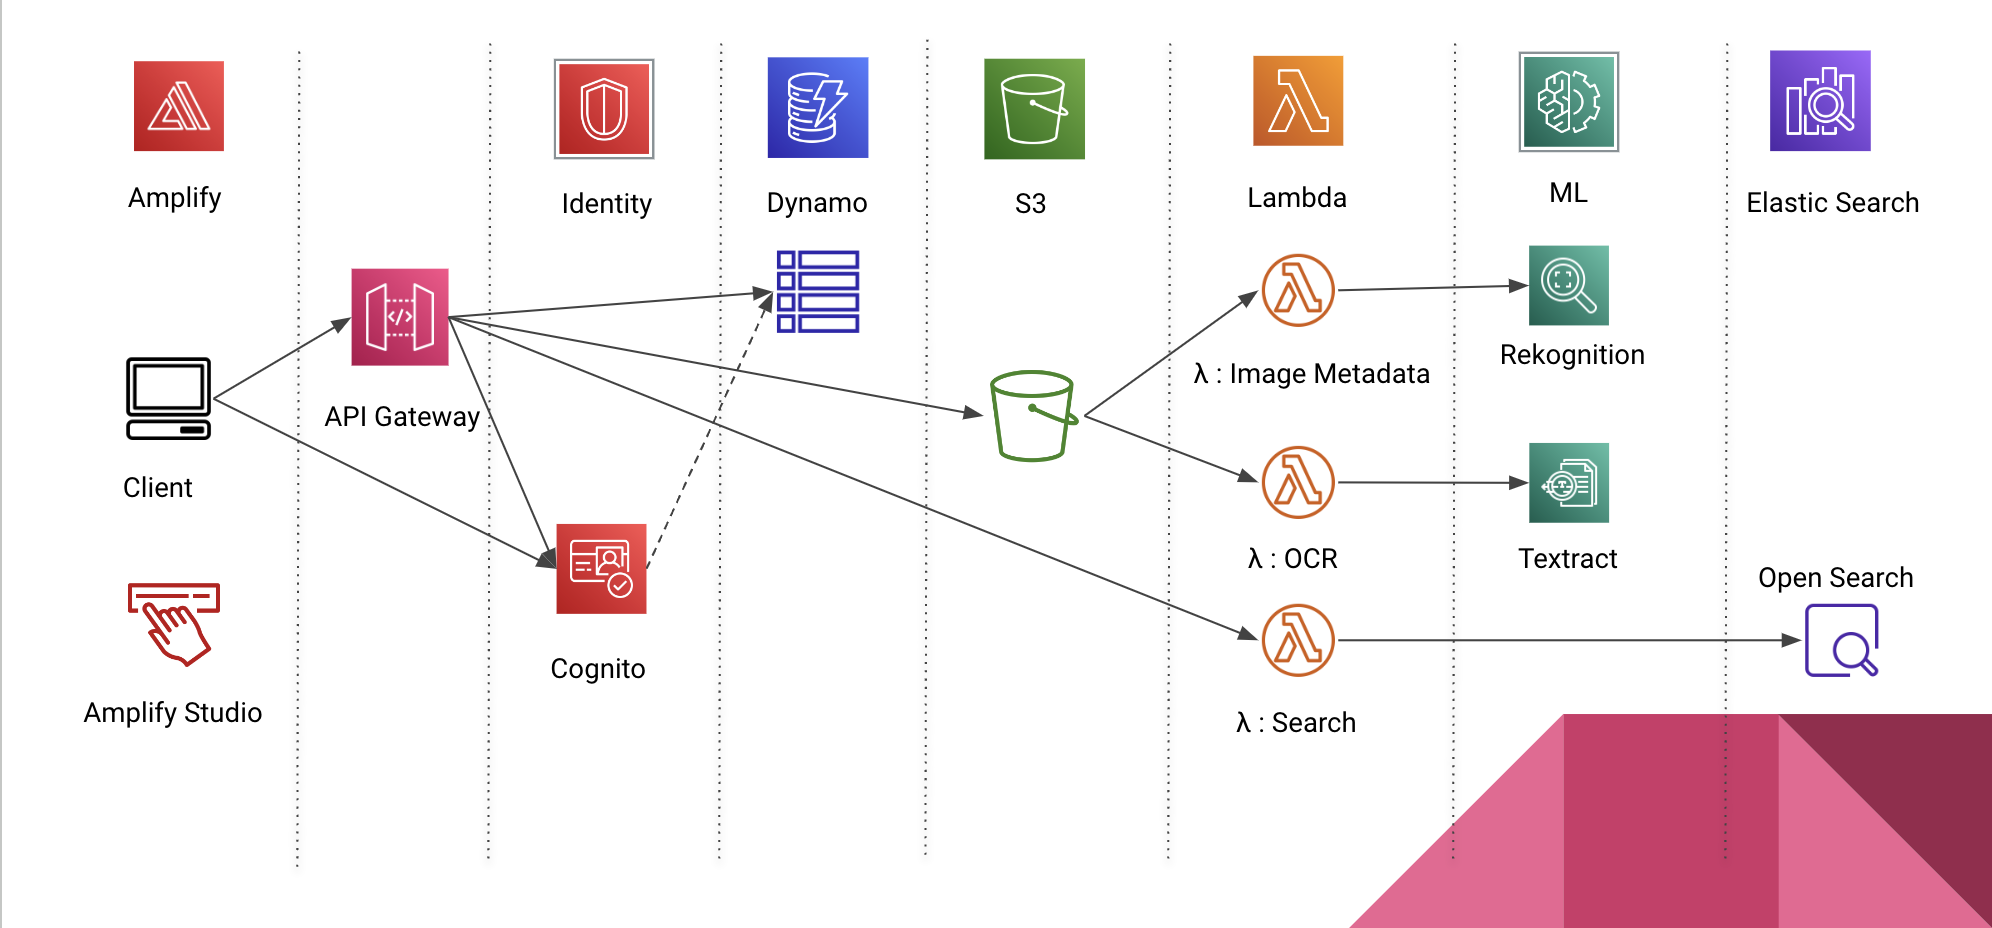 Amplify
Identity
Dynamo
S3
Lambda
ML
Elastic Search
API Gateway
Client
λ : Image Metadata
Rekognition
λ : OCR
Textract
Open Search
Cognito
Amplify Studio
λ : Search